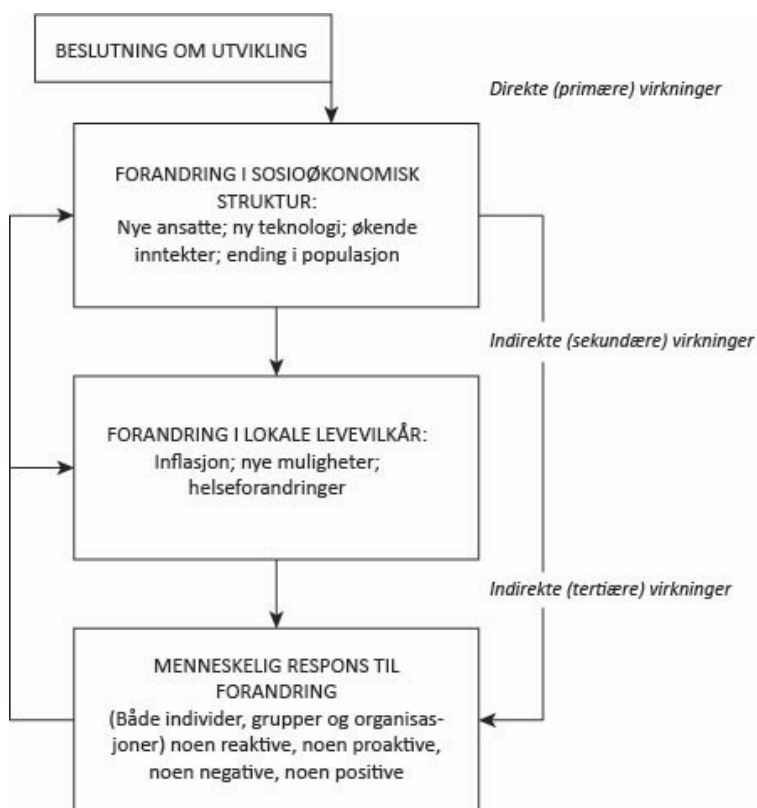 BESLUTNING OM UTVIKLING
Direkte (primære) virkninger
FORANDRING I SOSIOØKONOMISK
STRUKTUR:
Nye ansatte; ny teknologi; økende
inntekter; ending i populasjon
Indirekte (sekundære) virkninger
FORANDRING I LOKALE LEVEVILKÅR:
Inflasjon; nye muligheter;
helseforandringer
Indirekte (tertiære) virkninger
MENNESKELIG RESPONS TIL
FORANDRING
(Både individer, grupper og organisas-
joner) noen reaktive, noen proaktive,
noen negative, noen positive